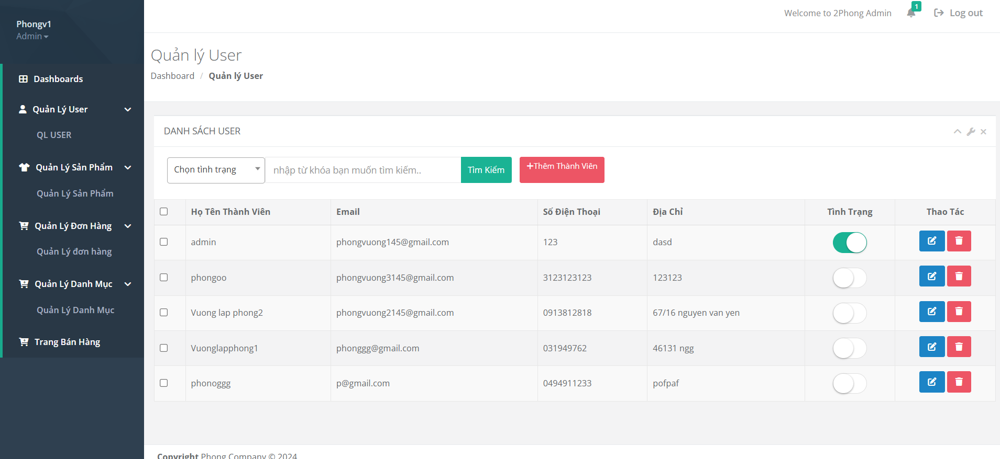 Phongv1
Admin
Dashboards
Quản Lý User
QL USER
Quản Lý Sản Phẩm
Quản Lý Sản Phẩm
Quản Lý Đơn Hàng
Quản Lý đơn hàng
Quản Lý Danh Mục
Quản Lý Danh Mục
Trang Bán Hàng
Welcome to 2Phong Admin 1 Log out
Quản lý User
Dashboard / Quản lý User
DANH SÁCH USER
Chọn tình trạng nhập từ khóa bạn muốn tìm kiếm.. Tìm Kiếm +Thêm Thành Viên
Họ Tên Thành Viên Email Số Điện Thoại Địa Chỉ Tình Trạng Thao Tác
admin phongvuong145@gmail.com 123 dasd
phongoo phongvuong3145@gmail.com 3123123123 123123
Vuong lap phong2 phongvuong2145@gmail.com 0913812818 67/16 nguyen van yen
Vuonglapphong1 phonggg@gmail.com 031949762 46131 ngg
phonoggg p@gmail.com 0494911233 pofpaf
Copyright Phong Company © 2024